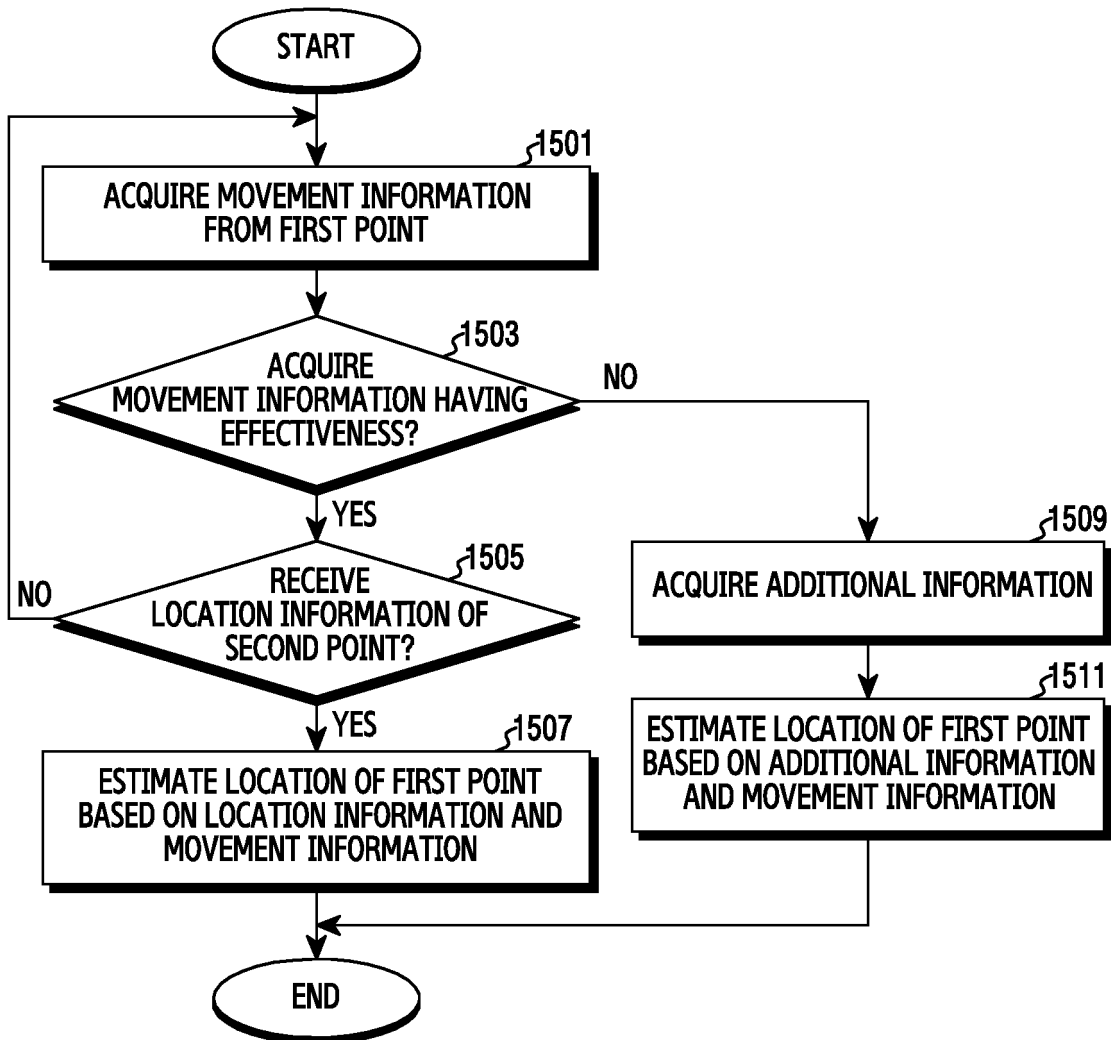 START
1501
ACQUIRE MOVEMENT INFORMATION
FROM FIRST POINT
1503
ACQUIRE
MOVEMENT INFORMATION HAVING
EFFECTIVENESS?
NO
YES
1505
RECEIVE
LOCATION INFORMATION OF
SECOND POINT?
NO
YES
1507
ESTIMATE LOCATION OF FIRST POINT
BASED ON LOCATION INFORMATION AND
MOVEMENT INFORMATION
1509
ACQUIRE ADDITIONAL INFORMATION
1511
ESTIMATE LOCATION OF FIRST POINT
BASED ON ADDITIONAL INFORMATION
AND MOVEMENT INFORMATION
END